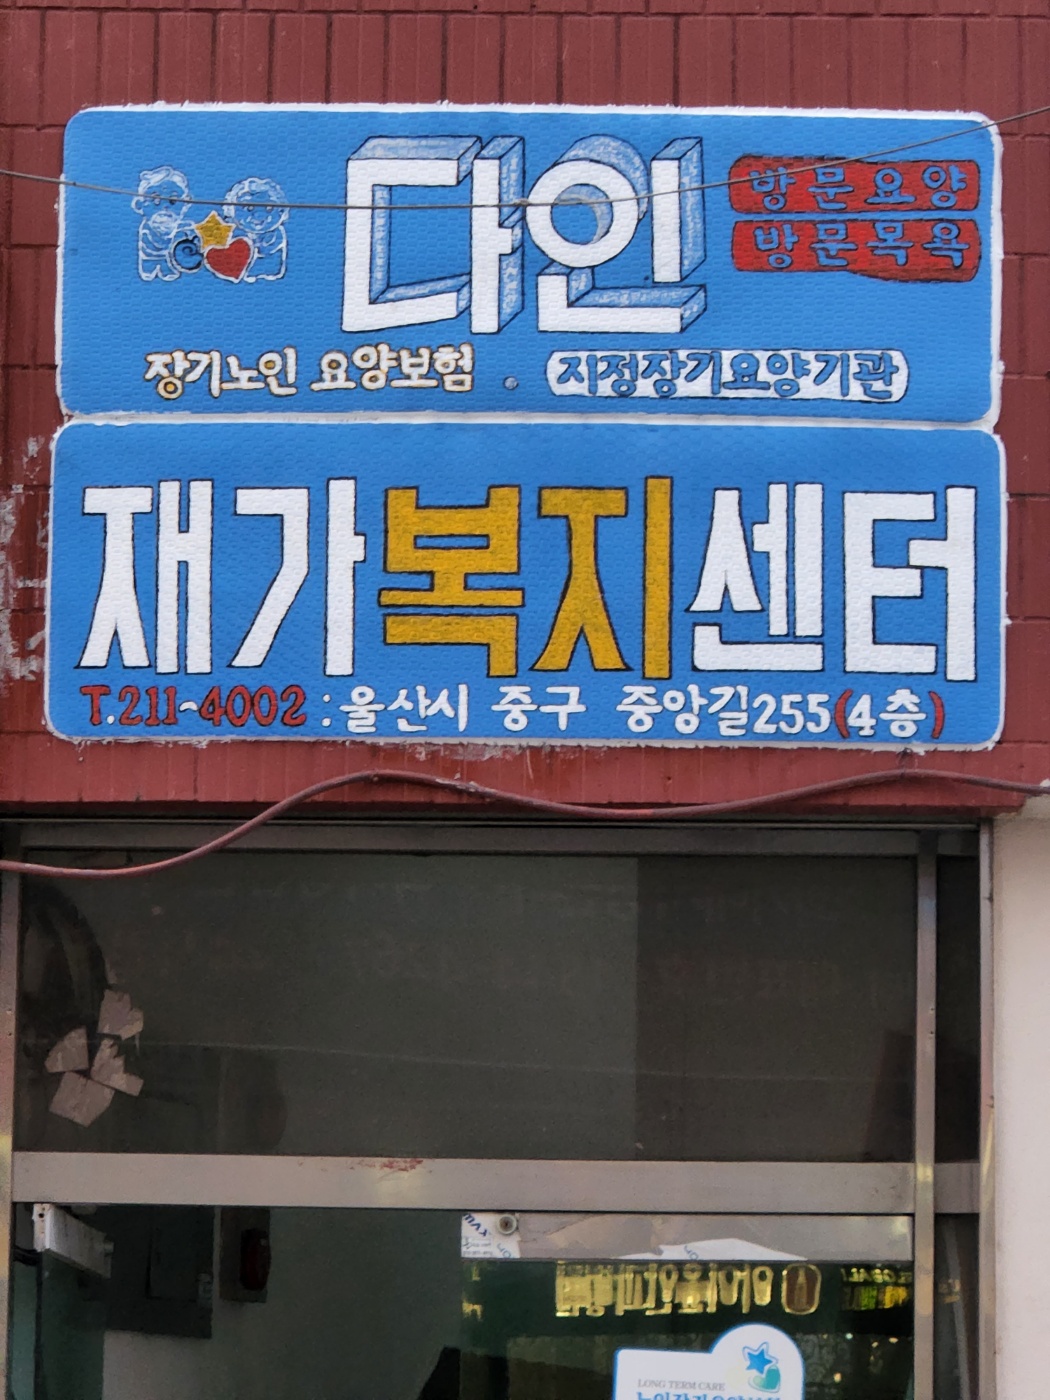 다인
방문요양
방문목욕
장기노인 요양보험 . 지정장기요양기관
재가복지센터
T.211-4002 : 울산시 중구 중앙길255(4층)
LONG TERM CARE